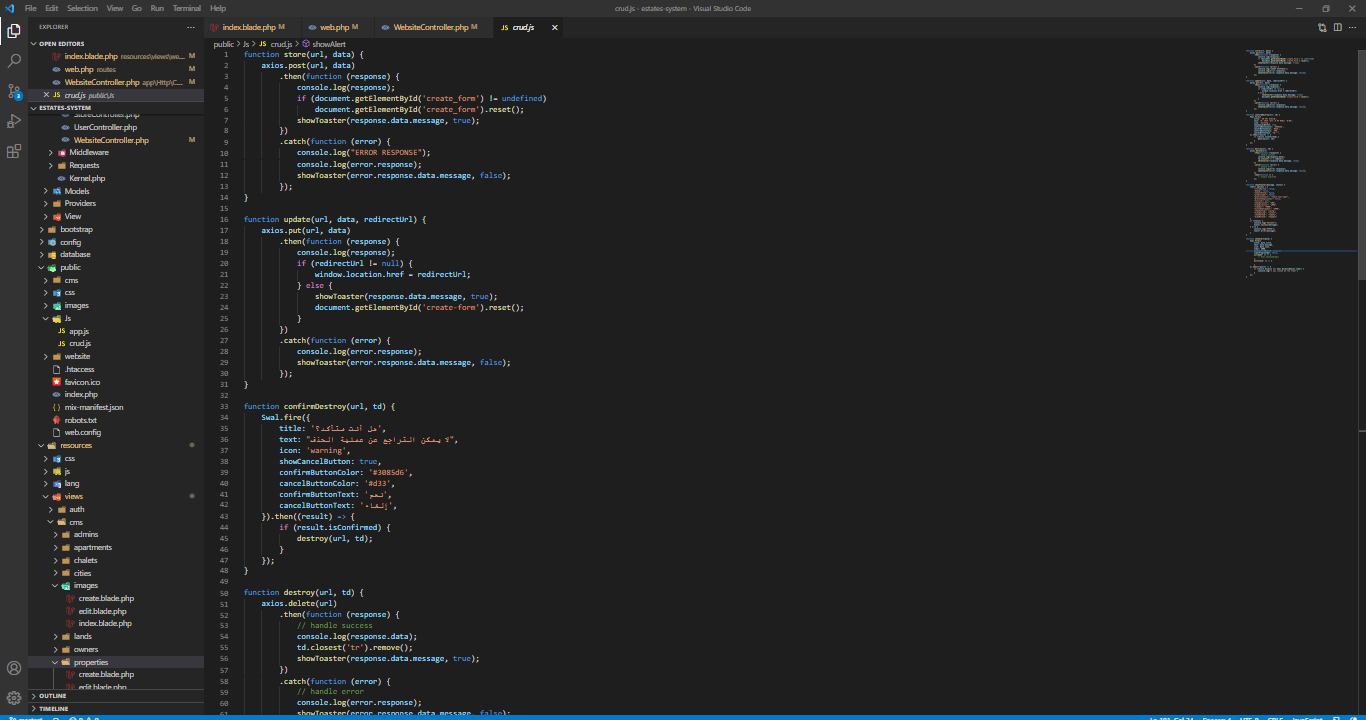 File Edit Selection View Go Run Terminal Help
crud.js - estates-system - Visual Studio Code
EXPLORER
index.blade.php M
web.php M
WebsiteController.php M
crud.js
OPEN EDITORS
index.blade.php M
web.php routes M
WebsiteController.php app\Http\C... M
crud.js public\Js
ESTATES-SYSTEM
StoreController.php
UserController.php
WebsiteController.php M
Middleware
Requests
Kernel.php
Models
Providers
View
bootstrap
config
database
public
cms
css
images
Js
app.js
crud.js
website
.htaccess
favicon.ico
index.php
mix-manifest.json
robots.txt
web.config
resources
css
js
lang
views
auth
cms
admins
apartments
chalets
cities
images
create.blade.php
edit.blade.php
index.blade.php
lands
owners
properties
create.blade.php
edit.blade.php
OUTLINE
TIMELINE
public > Js > JS crud.js > showAlert
1 function store(url, data) {
2 axios.post(url, data)
3 .then(function (response) {
4 console.log(response);
5 if (document.getElementById('create_form') != undefined)
6 document.getElementById('create_form').reset();
7 showToaster(response.data.message, true);
8 })
9 .catch(function (error) {
10 console.log("ERROR RESPONSE");
11 console.log(error.response);
12 showToaster(error.response.data.message, false);
13 });
14 }
15
16 function update(url, data, redirectUrl) {
17 axios.put(url, data)
18 .then(function (response) {
19 console.log(response);
20 if (redirectUrl != null) {
21 window.location.href = redirectUrl;
22 } else {
23 showToaster(response.data.message, true);
24 document.getElementById('create-form').reset();
25 }
26 })
27 .catch(function (error) {
28 console.log(error.response);
29 showToaster(error.response.data.message, false);
30 });
31 }
32
33 function confirmDestroy(url, td) {
34 Swal.fire({
35 title: 'هل أنت متأكد؟',
36 text: "لا يمكن التراجع عن عملية الحذف",
37 icon: 'warning',
38 showCancelButton: true,
39 confirmButtonColor: '#3085d6',
40 cancelButtonColor: '#d33',
41 confirmButtonText: 'نعم',
42 cancelButtonText: 'إلغاء',
43 }).then((result) => {
44 if (result.isConfirmed) {
45 destroy(url, td);
46 }
47 });
48 }
49
50 function destroy(url, td) {
51 axios.delete(url)
52 .then(function (response) {
53 // handle success
54 console.log(response.data);
55 td.closest('tr').remove();
56 showToaster(response.data.message, true);
57 })
58 .catch(function (error) {
59 // handle error
60 console.log(error.response);
61 showToaster(error.response.data.message, false);